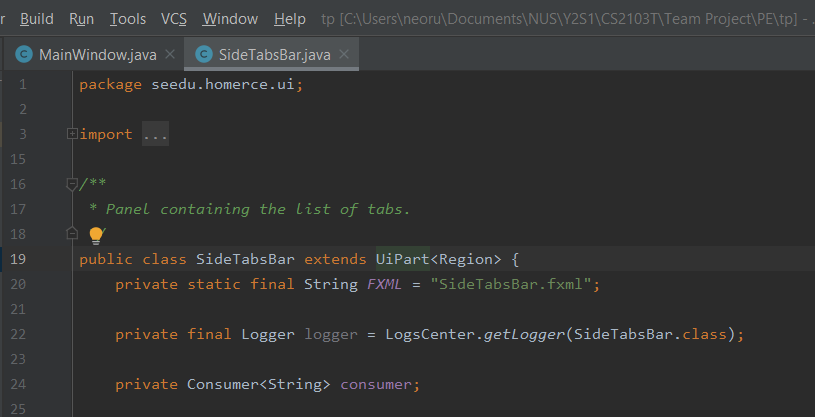 r Build Run Tools VCS Window Help tp [C:\Users\neoru\Documents\NUS\Y2S1\CS2103T\Team Project\PE\tp] - .
MainWindow.java × SideTabsBar.java ×
1 package seedu.homerce.ui;
2
3 import ...
15
16 /**
17 * Panel containing the list of tabs.
18 /
19 public class SideTabsBar extends UiPart<Region> {
20 private static final String FXML = "SideTabsBar.fxml";
21
22 private final Logger logger = LogsCenter.getLogger(SideTabsBar.class);
23
24 private Consumer<String> consumer;
25